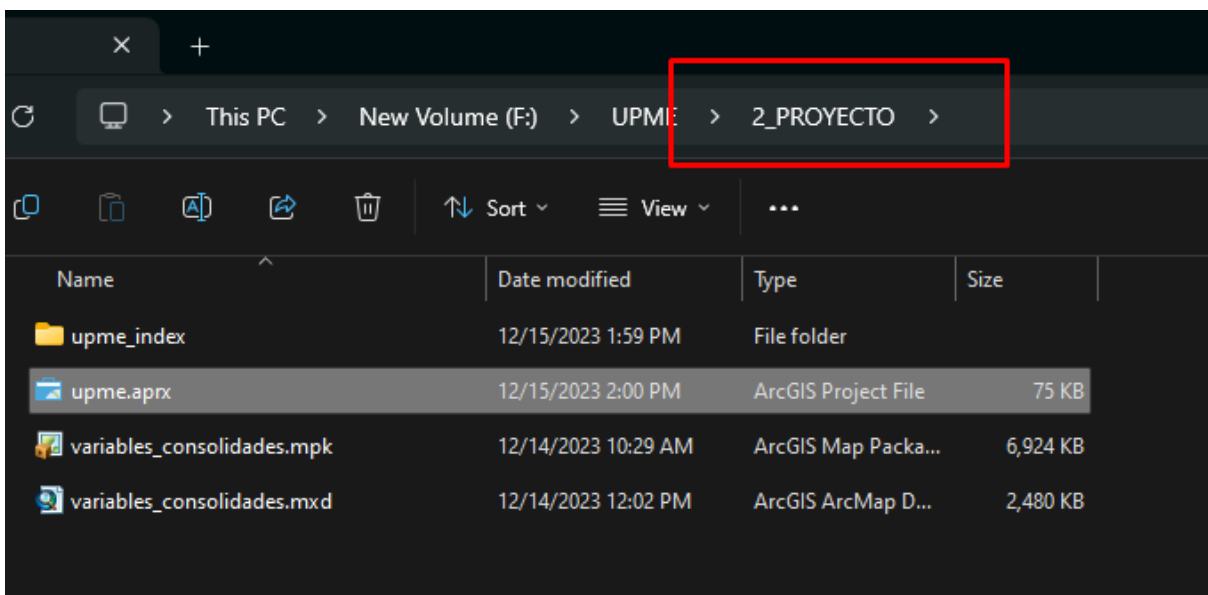 This PC > New Volume (F:) > UPME > 2_PROYECTO >
Sort View ...
Name Date modified Type Size
upme_index 12/15/2023 1:59 PM File folder
upme.aprx 12/15/2023 2:00 PM ArcGIS Project File 75 KB
variables_consolidades.mpk 12/14/2023 10:29 AM ArcGIS Map Packa... 6,924 KB
variables_consolidades.mxd 12/14/2023 12:02 PM ArcGIS ArcMap D... 2,480 KB